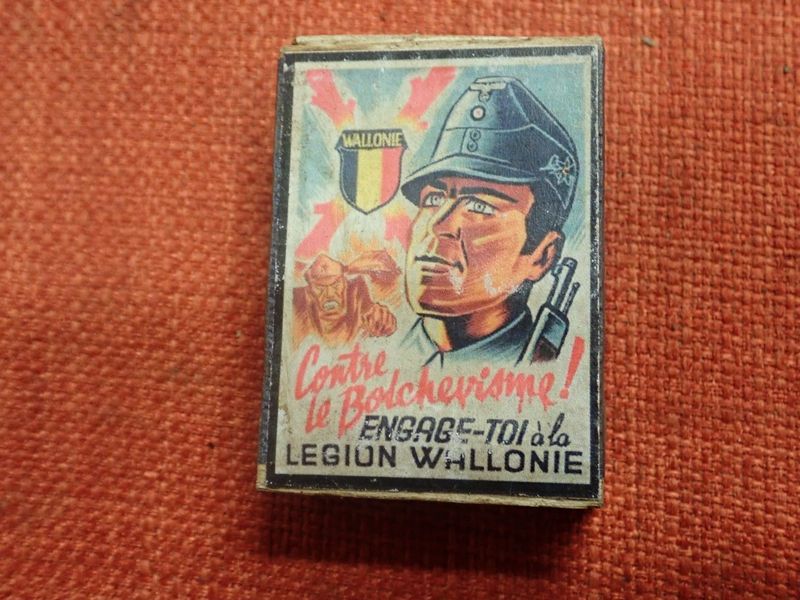 WALLONIE
Contre
le Bolchevisme!
ENGAGE-TOI à la
LEGION WALLONIE